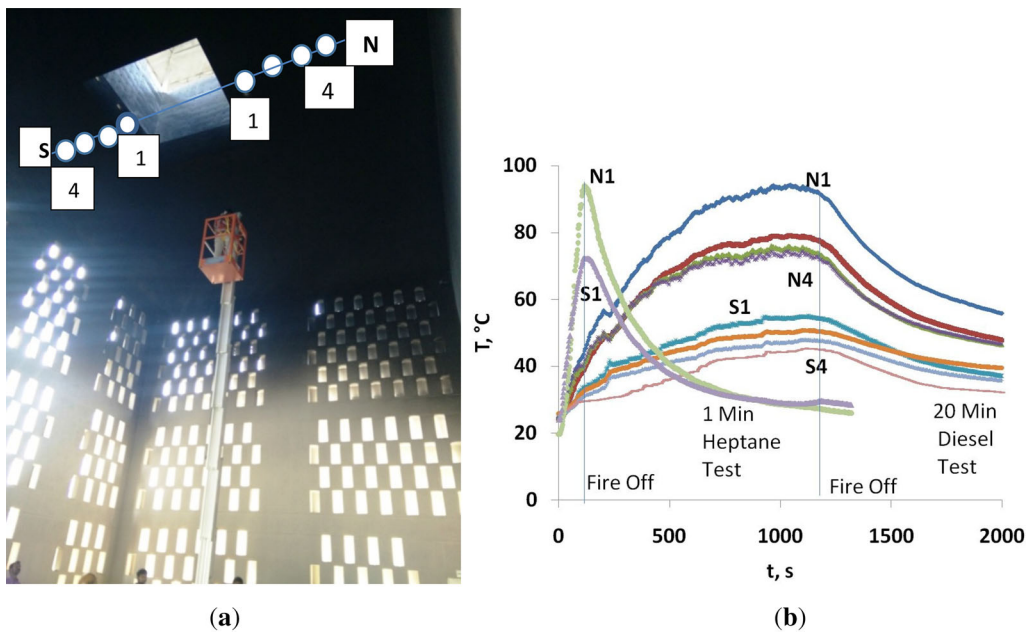 N
4
1
S
1
4
(a)
100
80
60
40
20
0
T, °C
N1
N1
S1
N4
S1
S4
1 Min
Heptane
Test
20 Min
Diesel
Test
Fire Off
Fire Off
0
500
1000
1500
2000
t, s
(b)